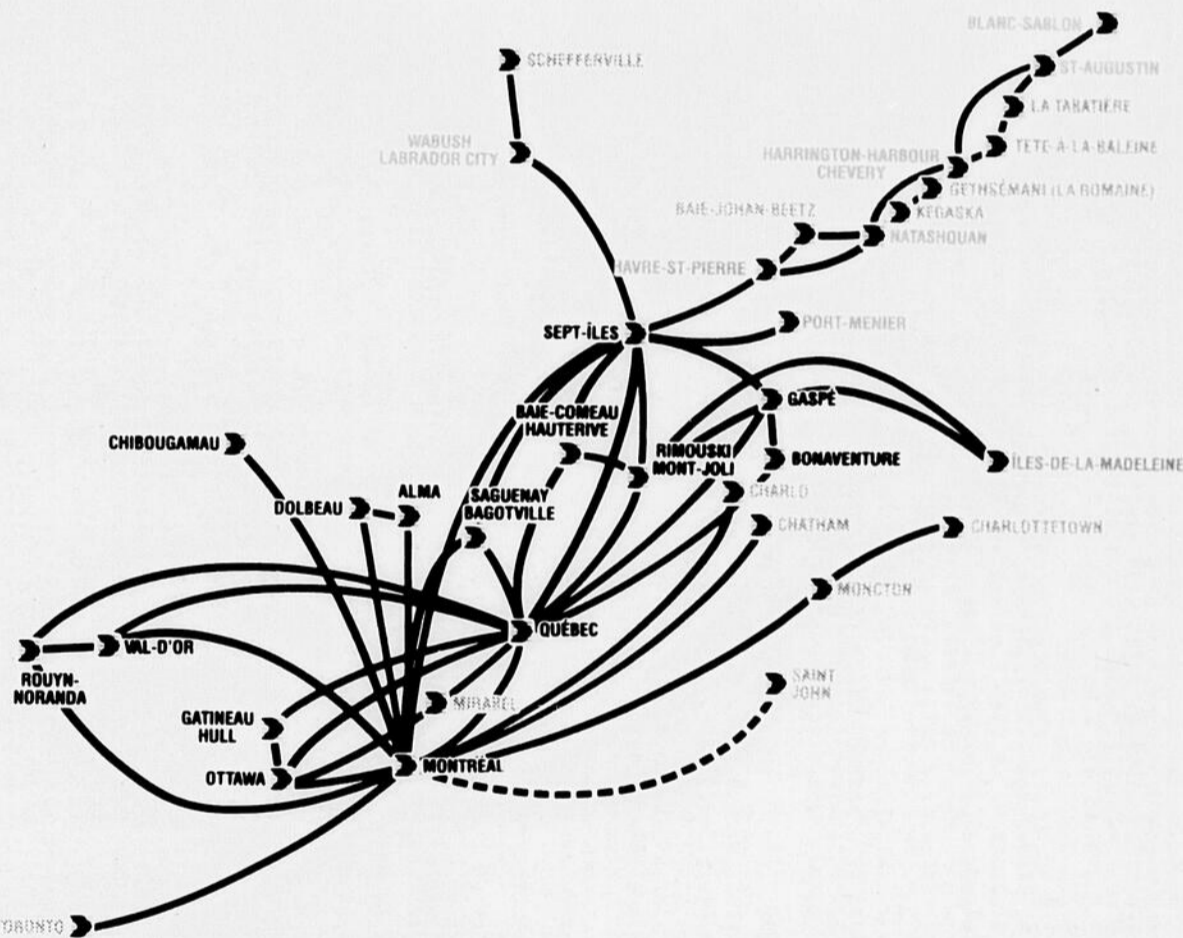 BLANC-SABLON
SCHEFFERVILLE
ST-AUGUSTIN
LA TABATIÈRE
WABUSH
LABRADOR CITY
TÊTE-À-LA-BALEINE
HARRINGTON-HARBOUR
CHEVERY
GETHSÉMANI (LA ROMAINE)
BAIE-JOHAN-BEETZ
KEGASKA
NATASHQUAN
HAVRE-ST-PIERRE
PORT-MENIER
SEPT-ÎLES
GASPÉ
BAIE-COMEAU
HAUTERIVE
CHIBOUGAMAU
RIMOUSKI
MONT-JOLI
BONAVENTURE
ÎLES-DE-LA-MADELEINE
CHARLO
DOLBEAU
ALMA
SAGUENAY
BAGOTVILLE
CHATHAM
CHARLOTTETOWN
MONCTON
QUÉBEC
VAL-D'OR
ROUYN-
NORANDA
SAINT
JOHN
MIRABEL
GATINEAU
HULL
OTTAWA
MONTRÉAL
TORONTO